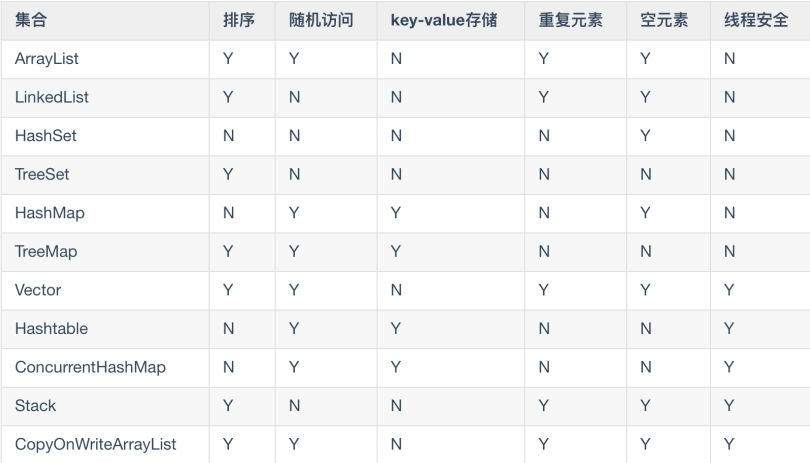 集合 排序 随机访问 key-value存储 重复元素 空元素 线程安全
ArrayList Y Y N Y Y N
LinkedList Y N N Y Y N
HashSet N N N N Y N
TreeSet Y N N N N N
HashMap N Y Y N Y N
TreeMap Y Y Y N N N
Vector Y Y N Y Y Y
Hashtable N Y Y N N Y
ConcurrentHashMap N Y Y N N Y
Stack Y N N Y Y Y
CopyOnWriteArrayList Y Y N Y Y Y